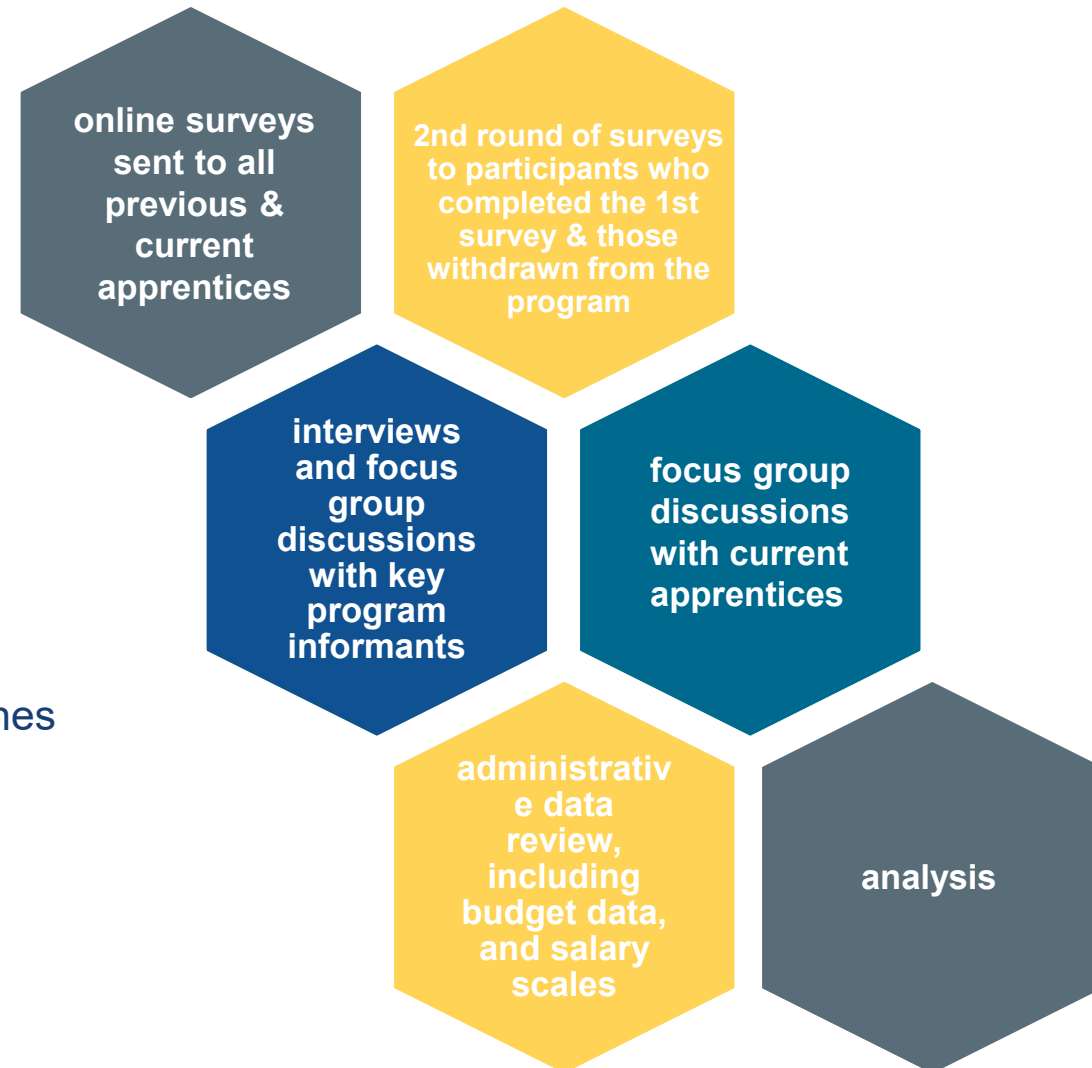 online surveys
sent to all
previous &
current
apprentices
2nd round of surveys
to participants who
completed the 1st
survey & those
withdrawn from the
program
interviews
and focus
group
discussions
with key
program
informants
focus group
discussions
with current
apprentices
nes
administrativ
e data
review,
including
budget data,
and salary
scales
analysis